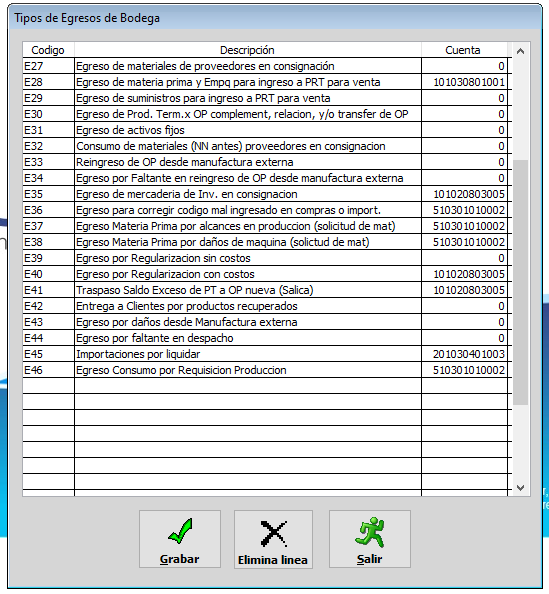 Tipos de Egresos de Bodega
Codigo Descripción Cuenta
E27 Egreso de materiales de proveedores en consignación 0
E28 Egreso de materia prima y Empq para ingreso a PRT para venta 101030801001
E29 Egreso de suministros para ingreso a PRT para venta 0
E30 Egreso de Prod. Term.x OP complement, relacion, y/o transfer de OP 0
E31 Egreso de activos fijos 0
E32 Consumo de materiales (NN antes) proveedores en consignacion 0
E33 Reingreso de OP desde manufactura externa 0
E34 Egreso por Faltante en reingreso de OP desde manufactura externa 0
E35 Egreso de mercaderia de Inv. en consignacion 101020803005
E36 Egreso para corregir codigo mal ingresado en compras o import. 510301010002
E37 Egreso Materia Prima por alcances en produccion (solicitud de mat) 510301010002
E38 Egreso Materia Prima por daños de maquina (solictud de mat) 510301010002
E39 Egreso por Regularizacion sin costos 0
E40 Egreso por Regularizacion con costos 101020803005
E41 Traspaso Saldo Exceso de PT a OP nueva (Salica) 101020803005
E42 Entrega a Clientes por productos recuperados 0
E43 Egreso por daños desde Manufactura externa 0
E44 Egreso por faltante en despacho 0
E45 Importaciones por liquidar 201030401003
E46 Egreso Consumo por Requisicion Produccion 510301010002
Grabar Elimina linea Salir